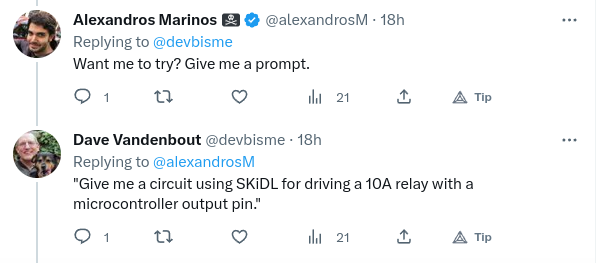 Alexandros Marinos @alexandrosM · 18h
Replying to @devbisme
Want me to try? Give me a prompt.
1 21 Tip
Dave Vandenbout @devbisme · 18h
Replying to @alexandrosM
"Give me a circuit using SKiDL for driving a 10A relay with a
microcontroller output pin."
1 21 Tip